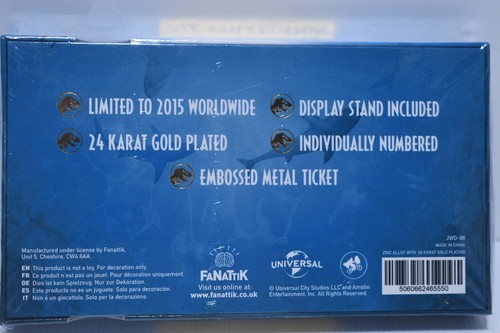 LIMITED TO 2015 WORLDWIDE
DISPLAY STAND INCLUDED
24 KARAT GOLD PLATED
INDIVIDUALLY NUMBERED
EMBOSSED METAL TICKET
Manufactured under license by Fanattik.
Unit 5, Cheshire, CW4 8AA.
EN This product is not a toy. For decoration only
FR Ce produit n'est pas un jouet. Pour décoration uniquement
DE Dies ist kein Spielzeug. Nur zur Dekoration.
ES Este producto no es un juguete. Solo para decoración
IT Non è un giocattolo. Solo per decorazione
FANATTIK
Visit us online at:
www.fanattik.co.uk
UNIVERSAL
© Universal City Studios LLC and Amblin
Entertainment, Inc. All Rights Reserved.
JWD-08
MADE IN CHINA
ZINC ALLOY WITH 24 KARAT GOLD PLATING
5060662465550